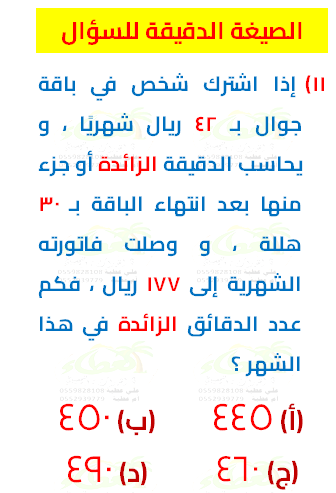 الصيغة الدقيقة للسؤال
١١) إذا اشترك شخص في باقة
جوال بـ ٤٢ ريال شهريًا ، و
يحاسب الدقيقة الزائدة أو جزء
منها بعد انتهاء الباقة بـ ٣٠
هللة ، و وصلت فاتورته
الشهرية إلى ١٧٧ ريال ، فكم
عدد الدقائق الزائدة في هذا
الشهر ؟
(أ) ٤٤٥ (ب) ٤٥٠
(ج) ٤٦٠ (د) ٤٩٠